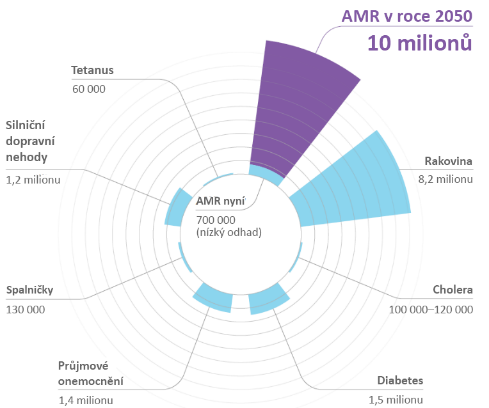 AMR v roce 2050
10 milionů
Tetanus
60 000
Silniční
dopravní
nehody
1,2 milionu
Rakovina
8,2 milionu
AMR nyní
700 000
(nízký odhad)
Spalničky
130 000
Cholera
100 000–120 000
Průjmové
onemocnění
1,4 milionu
Diabetes
1,5 milionu